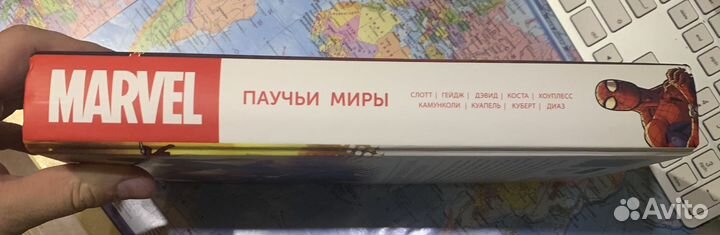 MARVEL
ПАУЧЬИ МИРЫ
СЛОТТ | ГЕЙДЖ | ДЭВИД | КОСТА | ХОУПЛЕСС
КАМУНКОЛИ | КУАПЕЛЬ | КУБЕРТ | ДИАЗ
Avito